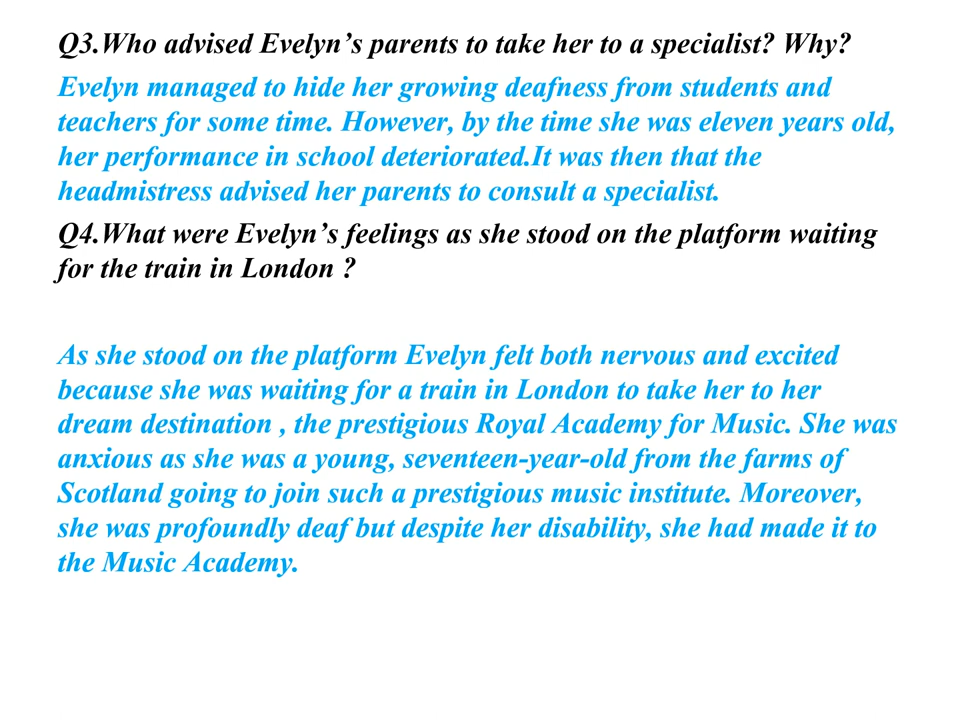 Q3.Who advised Evelyn’s parents to take her to a specialist? Why?
Evelyn managed to hide her growing deafness from students and
teachers for some time. However, by the time she was eleven years old,
her performance in school deteriorated.It was then that the
headmistress advised her parents to consult a specialist.
Q4.What were Evelyn’s feelings as she stood on the platform waiting
for the train in London ?
As she stood on the platform Evelyn felt both nervous and excited
because she was waiting for a train in London to take her to her
dream destination , the prestigious Royal Academy for Music. She was
anxious as she was a young, seventeen-year-old from the farms of
Scotland going to join such a prestigious music institute. Moreover,
she was profoundly deaf but despite her disability, she had made it to
the Music Academy.